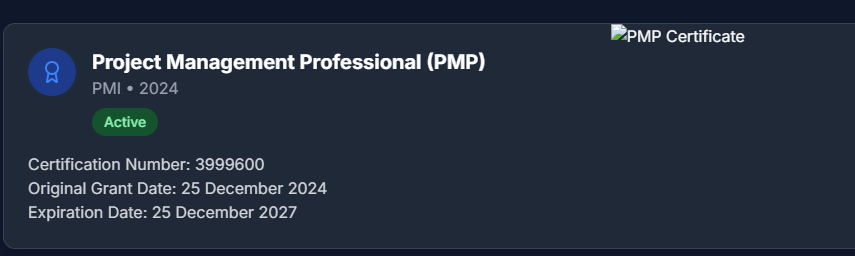 PMP Certificate
Project Management Professional (PMP)
PMI • 2024
Active
Certification Number: 3999600
Original Grant Date: 25 December 2024
Expiration Date: 25 December 2027